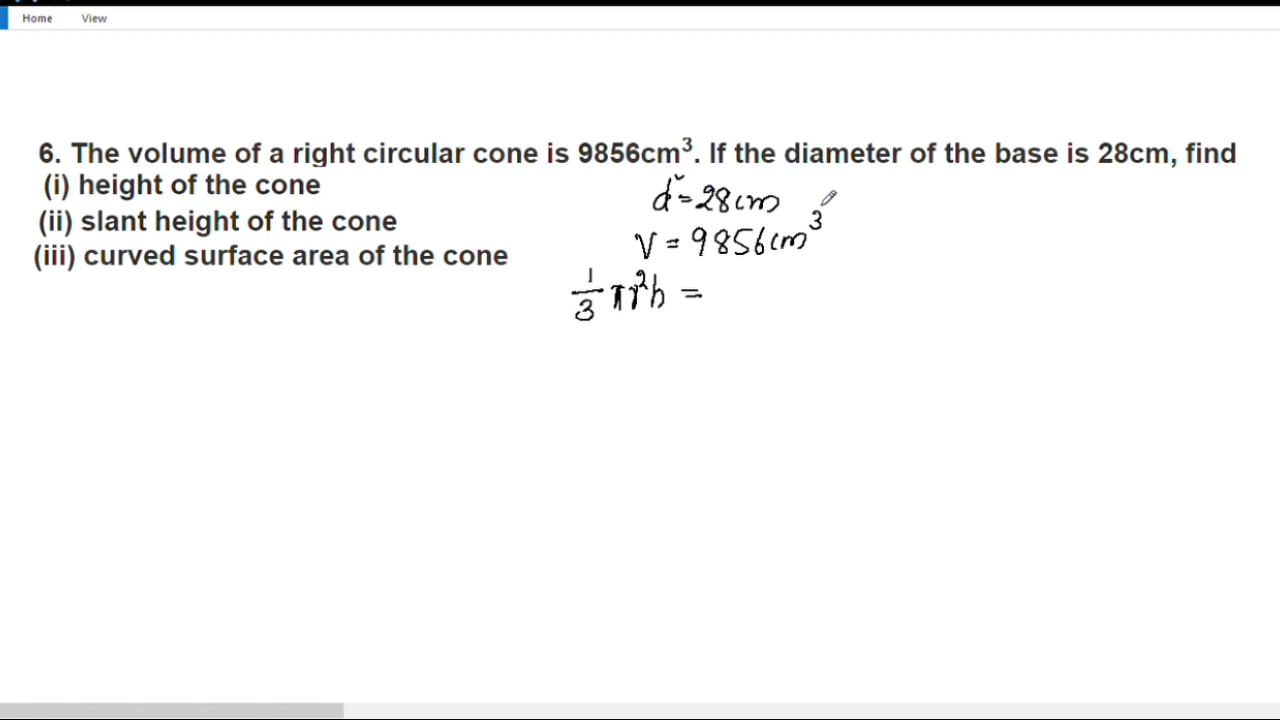 Home View
6. The volume of a right circular cone is 9856cm³. If the diameter of the base is 28cm, find
(i) height of the cone
d = 28cm
(ii) slant height of the cone
V = 9856cm³
(iii) curved surface area of the cone
1/3 πr²h =